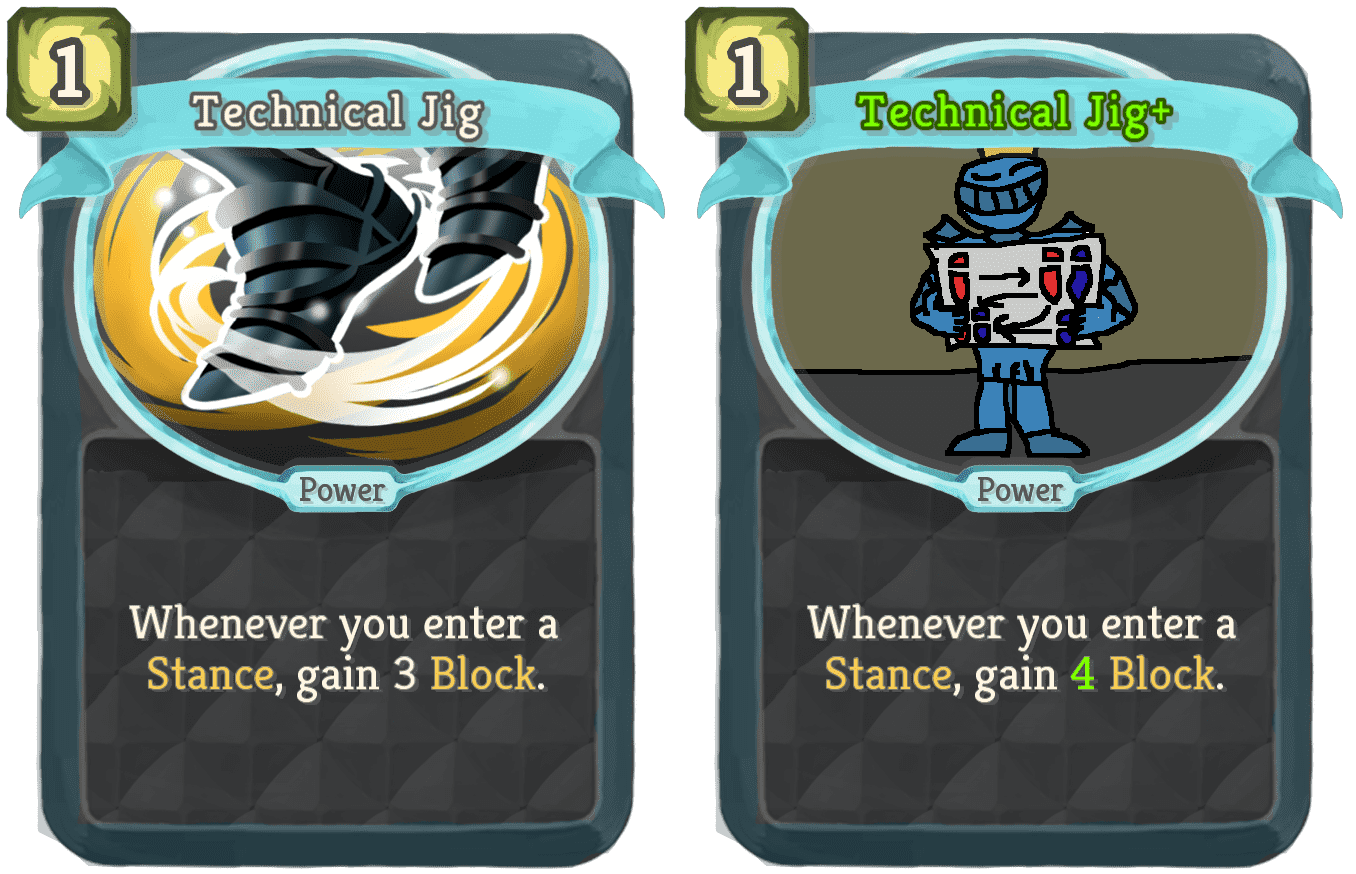 1
Technical Jig
Power
Whenever you enter a
Stance, gain 3 Block.
1
Technical Jig+
Power
Whenever you enter a
Stance, gain 4 Block.